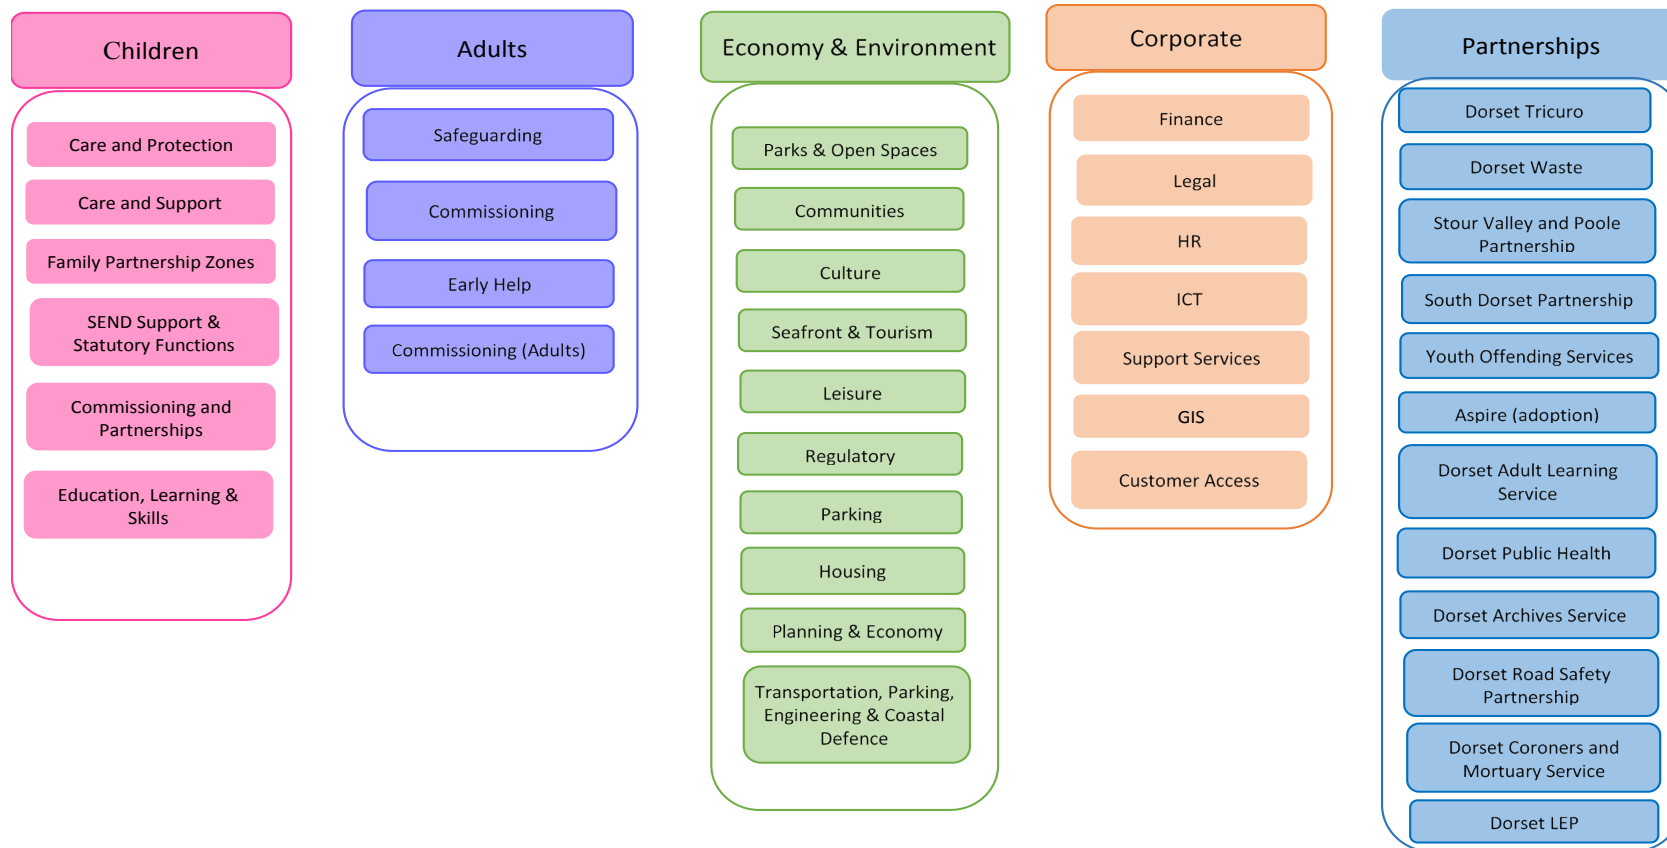 Children
Care and Protection
Care and Support
Family Partnership Zones
SEND Support &
Statutory Functions
Commissioning and
Partnerships
Education, Learning &
Skills
Adults
Safeguarding
Commissioning
Early Help
Commissioning (Adults)
Economy & Environment
Parks & Open Spaces
Communities
Culture
Seafront & Tourism
Leisure
Regulatory
Parking
Housing
Planning & Economy
Transportation, Parking,
Engineering & Coastal
Defence
Corporate
Finance
Legal
HR
ICT
Support Services
GIS
Customer Access
Partnerships
Dorset Tricuro
Dorset Waste
Stour Valley and Poole
Partnership
South Dorset Partnership
Youth Offending Services
Aspire (adoption)
Dorset Adult Learning
Service
Dorset Public Health
Dorset Archives Service
Dorset Road Safety
Partnership
Dorset Coroners and
Mortuary Service
Dorset LEP